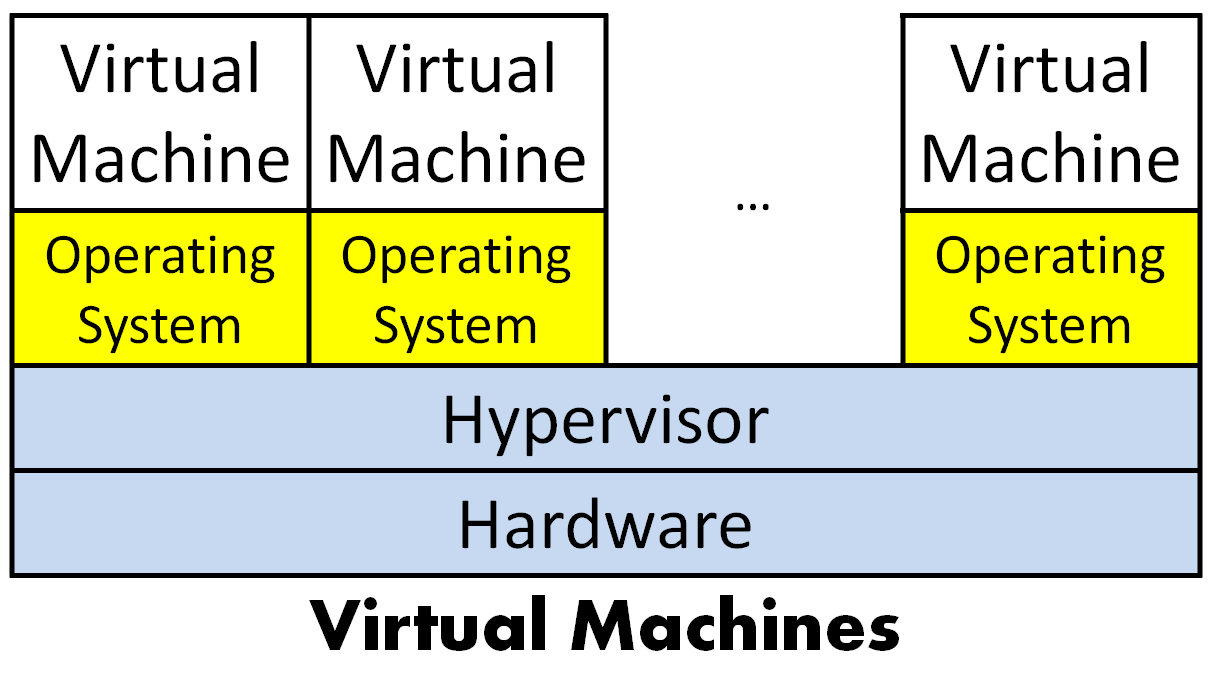 Virtual
Machine
Virtual
Machine
...
Virtual
Machine
Operating
System
Operating
System
Operating
System
Hypervisor
Hardware
Virtual Machines